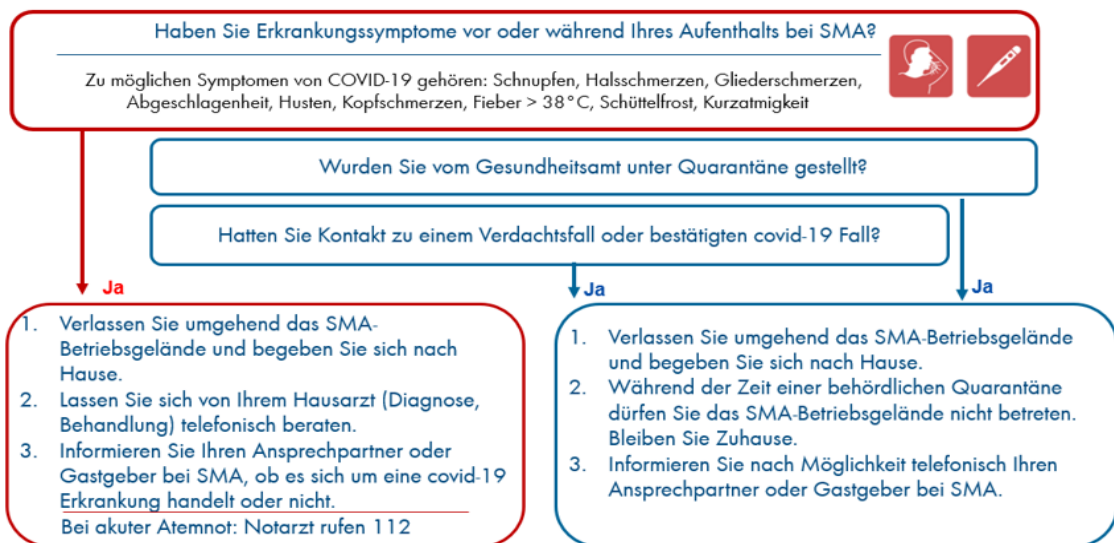 Haben Sie Erkrankungssymptome vor oder während Ihres Aufenthalts bei SMA?
Zu möglichen Symptomen von COVID-19 gehören: Schnupfen, Halsschmerzen, Gliederschmerzen,
Abgeschlagenheit, Husten, Kopfschmerzen, Fieber > 38°C, Schüttelfrost, Kurzatmigkeit
Wurden Sie vom Gesundheitsamt unter Quarantäne gestellt?
Hatten Sie Kontakt zu einem Verdachtsfall oder bestätigten covid-19 Fall?
Ja
Ja
Ja
1. Verlassen Sie umgehend das SMA-
Betriebsgelände und begeben Sie sich nach
Hause.
2. Lassen Sie sich von Ihrem Hausarzt (Diagnose,
Behandlung) telefonisch beraten.
3. Informieren Sie Ihren Ansprechpartner oder
Gastgeber bei SMA, ob es sich um eine covid-19
Erkrankung handelt oder nicht.
Bei akuter Atemnot: Notarzt rufen 112
1. Verlassen Sie umgehend das SMA-Betriebsgelände
und begeben Sie sich nach Hause.
2. Während der Zeit einer behördlichen Quarantäne
dürfen Sie das SMA-Betriebsgelände nicht betreten.
Bleiben Sie Zuhause.
3. Informieren Sie nach Möglichkeit telefonisch Ihren
Ansprechpartner oder Gastgeber bei SMA.